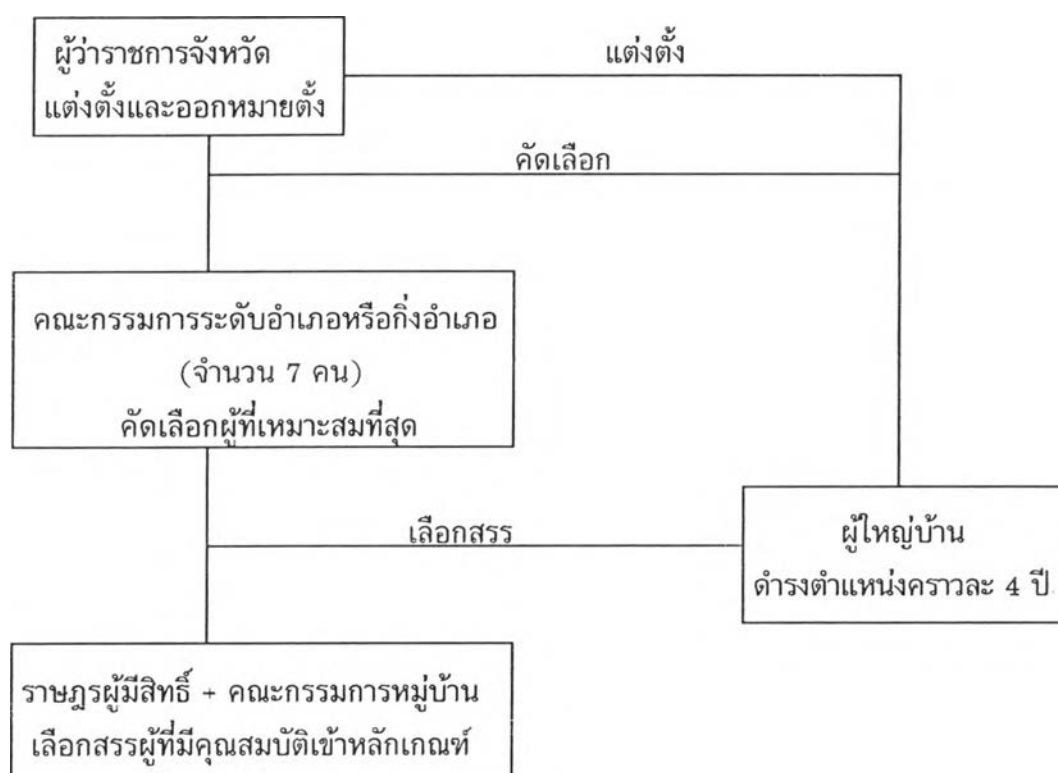 ผู้ว่าราชการจังหวัด
แต่งตั้งและออกหมายตั้ง
แต่งตั้ง
คัดเลือก
คณะกรรมการระดับอำเภอหรือกิ่งอำเภอ
(จำนวน 7 คน)
คัดเลือกผู้ที่เหมาะสมที่สุด
เลือกสรร
ผู้ใหญ่บ้าน
ดำรงตำแหน่งคราวละ 4 ปี
ราษฎรผู้มีสิทธิ์ + คณะกรรมการหมู่บ้าน
เลือกสรรผู้ที่มีคุณสมบัติเข้าหลักเกณฑ์